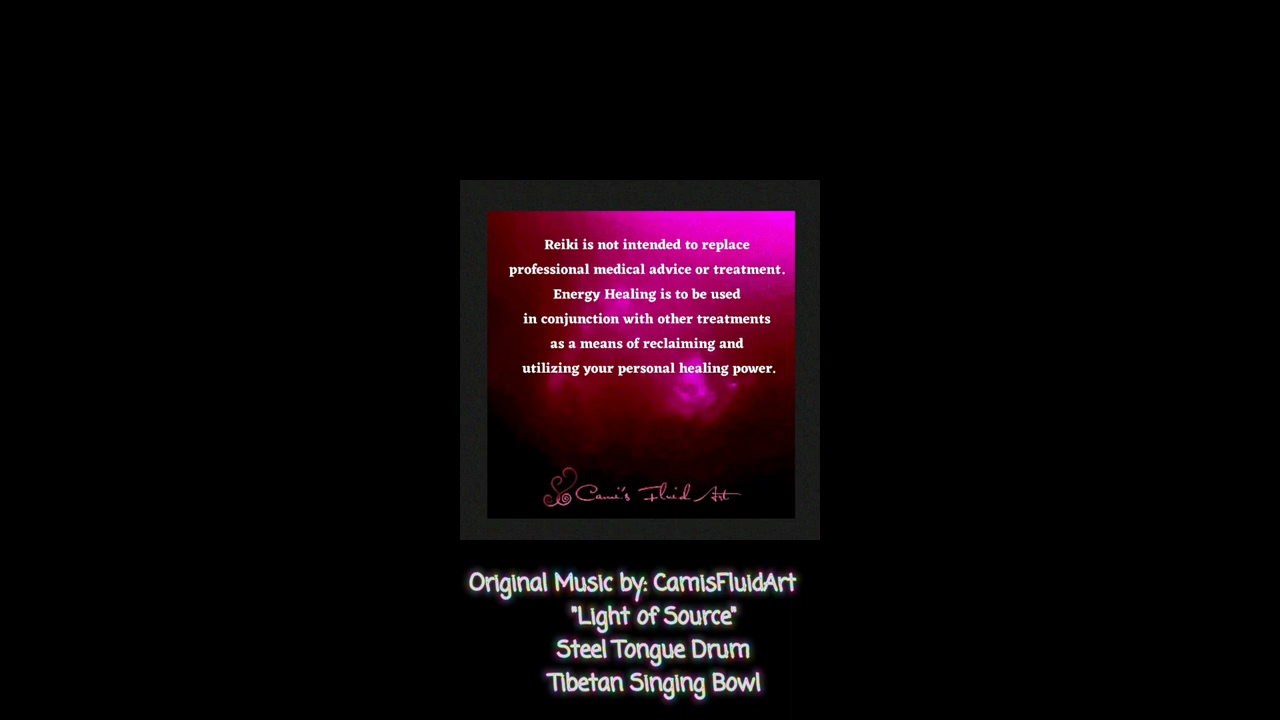 Reiki is not intended to replace
professional medical advice or treatment.
Energy Healing is to be used
in conjunction with other treatments
as a means of reclaiming and
utilizing your personal healing power.
Cami's Fluid Art
Original Music by: CamisFluidArt
"Light of Source"
Steel Tongue Drum
Tibetan Singing Bowl